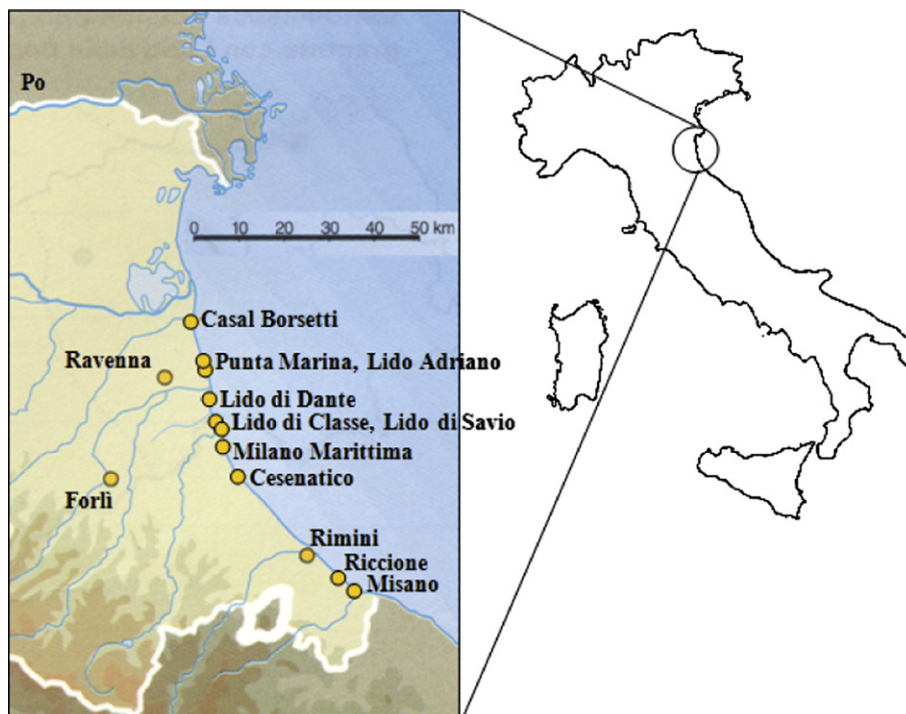 Po
0 10 20 30 40 50 km
Casal Borsetti
Ravenna
Punta Marina, Lido Adriano
Lido di Dante
Lido di Classe, Lido di Savio
Milano Marittima
Cesenatico
Forlì
Rimini
Riccione
Misano